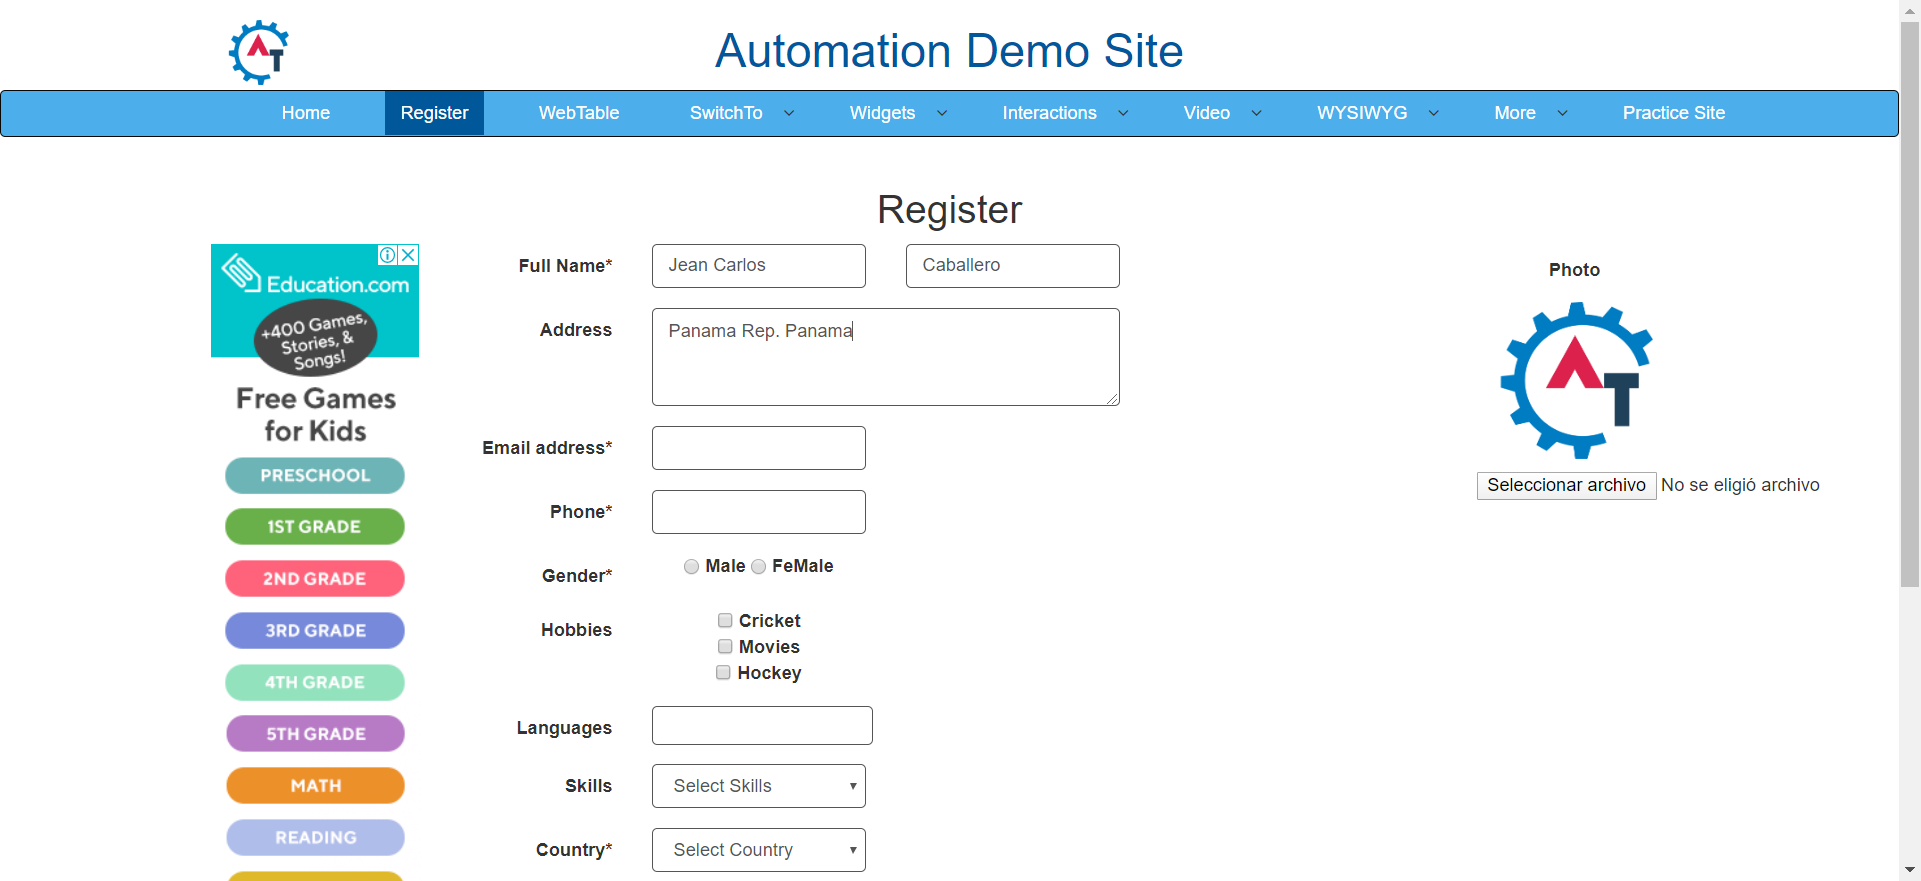 AT
Automation Demo Site
Home Register WebTable SwitchTo Widgets Interactions Video WYSIWYG More Practice Site
Register
Education.com
+400 Games,
Stories, &
Songs!
Free Games
for Kids
PRESCHOOL
1ST GRADE
2ND GRADE
3RD GRADE
4TH GRADE
5TH GRADE
MATH
READING
Full Name* Jean Carlos Caballero
Address Panama Rep. Panama
Email address*
Phone*
Gender* Male FeMale
Hobbies Cricket
Movies
Hockey
Languages
Skills Select Skills
Country* Select Country
Photo
AT
Seleccionar archivo No se eligió archivo